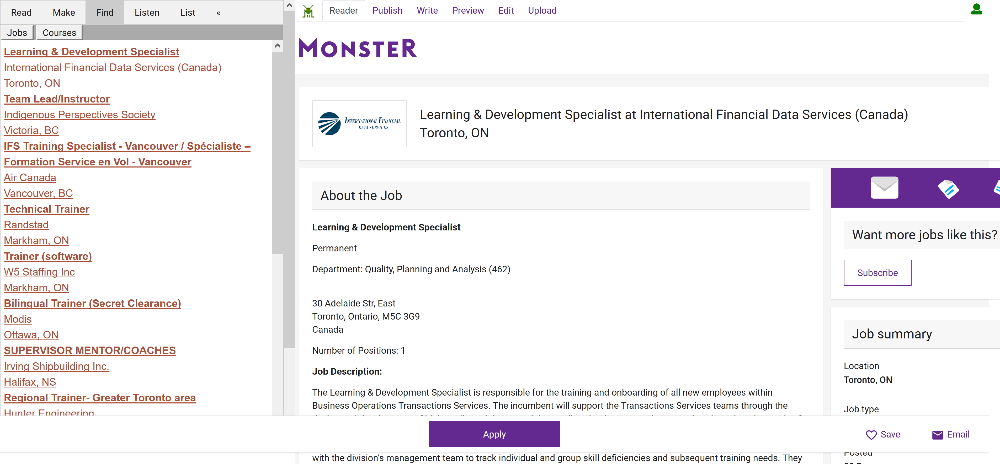 Read Make Find Listen List «
Jobs Courses
Learning & Development Specialist
International Financial Data Services (Canada)
Toronto, ON
Team Lead/Instructor
Indigenous Perspectives Society
Victoria, BC
IFS Training Specialist - Vancouver / Spécialiste –
Formation Service en Vol - Vancouver
Air Canada
Vancouver, BC
Technical Trainer
Randstad
Markham, ON
Trainer (software)
W5 Staffing Inc
Markham, ON
Bilingual Trainer (Secret Clearance)
Modis
Ottawa, ON
SUPERVISOR MENTOR/COACHES
Irving Shipbuilding Inc.
Halifax, NS
Regional Trainer- Greater Toronto area
Hunter Engineering
Reader Publish Write Preview Edit Upload
MONSTER
INTERNATIONAL FINANCIAL
DATA SERVICES
Learning & Development Specialist at International Financial Data Services (Canada)
Toronto, ON
About the Job
Learning & Development Specialist
Permanent
Department: Quality, Planning and Analysis (462)
30 Adelaide Str, East
Toronto, Ontario, M5C 3G9
Canada
Number of Positions: 1
Job Description:
The Learning & Development Specialist is responsible for the training and onboarding of all new employees within
Business Operations Transactions Services. The incumbent will support the Transactions Services teams through the
with the division’s management team to track individual and group skill deficiencies and subsequent training needs. They
Want more jobs like this?
Subscribe
Job summary
Location
Toronto, ON
Job type
Posted
Apply
Save
Email